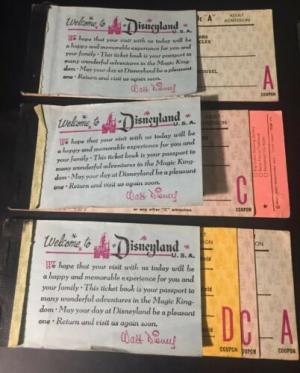 Welcome to Disneyland U.S.A.
We hope that your visit with us today will be
a happy and memorable experience for you and
your family · This ticket book is your passport to
many wonderful adventures in the Magic King-
dom · May your day at Disneyland be a pleasant
one · Return and visit us again soon.
Walt Disney
"A"
ADULT
ADMISSION
A
COUPON
Welcome to Disneyland U.S.A.
We hope that your visit with us today will be
a happy and memorable experience for you and
your family · This ticket book is your passport to
many wonderful adventures in the Magic King-
dom · May your day at Disneyland be a pleasant
one · Return and visit us again soon.
Walt Disney
C
COUPON
A
COUPON
Welcome to Disneyland U.S.A.
We hope that your visit with us today will be
a happy and memorable experience for you and
your family · This ticket book is your passport to
many wonderful adventures in the Magic King-
dom · May your day at Disneyland be a pleasant
one · Return and visit us again soon.
Walt Disney
D
COUPON
C
COUPON
A
COUPON